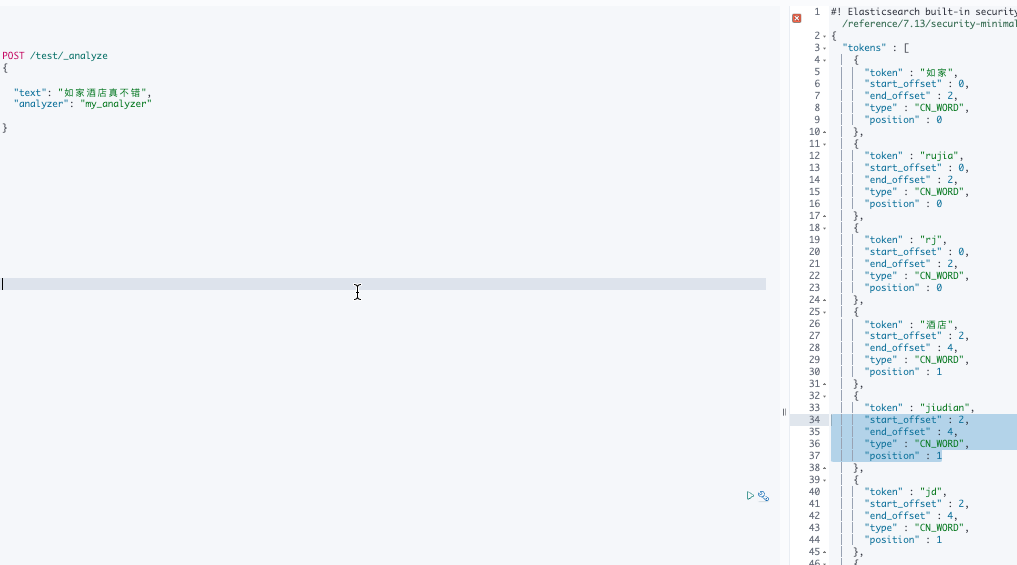 POST /test/_analyze
{
"text": "如家酒店真不错",
"analyzer": "my_analyzer"
}
1 #! Elasticsearch built-in security
/reference/7.13/security-minimal
2 {
3 "tokens" : [
4 {
5 "token" : "如家",
6 "start_offset" : 0,
7 "end_offset" : 2,
8 "type" : "CN_WORD",
9 "position" : 0
10 },
11 {
12 "token" : "rujia",
13 "start_offset" : 0,
14 "end_offset" : 2,
15 "type" : "CN_WORD",
16 "position" : 0
17 },
18 {
19 "token" : "rj",
20 "start_offset" : 0,
21 "end_offset" : 2,
22 "type" : "CN_WORD",
23 "position" : 0
24 },
25 {
26 "token" : "酒店",
27 "start_offset" : 2,
28 "end_offset" : 4,
29 "type" : "CN_WORD",
30 "position" : 1
31 },
32 {
33 "token" : "jiudian",
34 "start_offset" : 2,
35 "end_offset" : 4,
36 "type" : "CN_WORD",
37 "position" : 1
38 },
39 {
40 "token" : "jd",
41 "start_offset" : 2,
42 "end_offset" : 4,
43 "type" : "CN_WORD",
44 "position" : 1
45 },
46 {